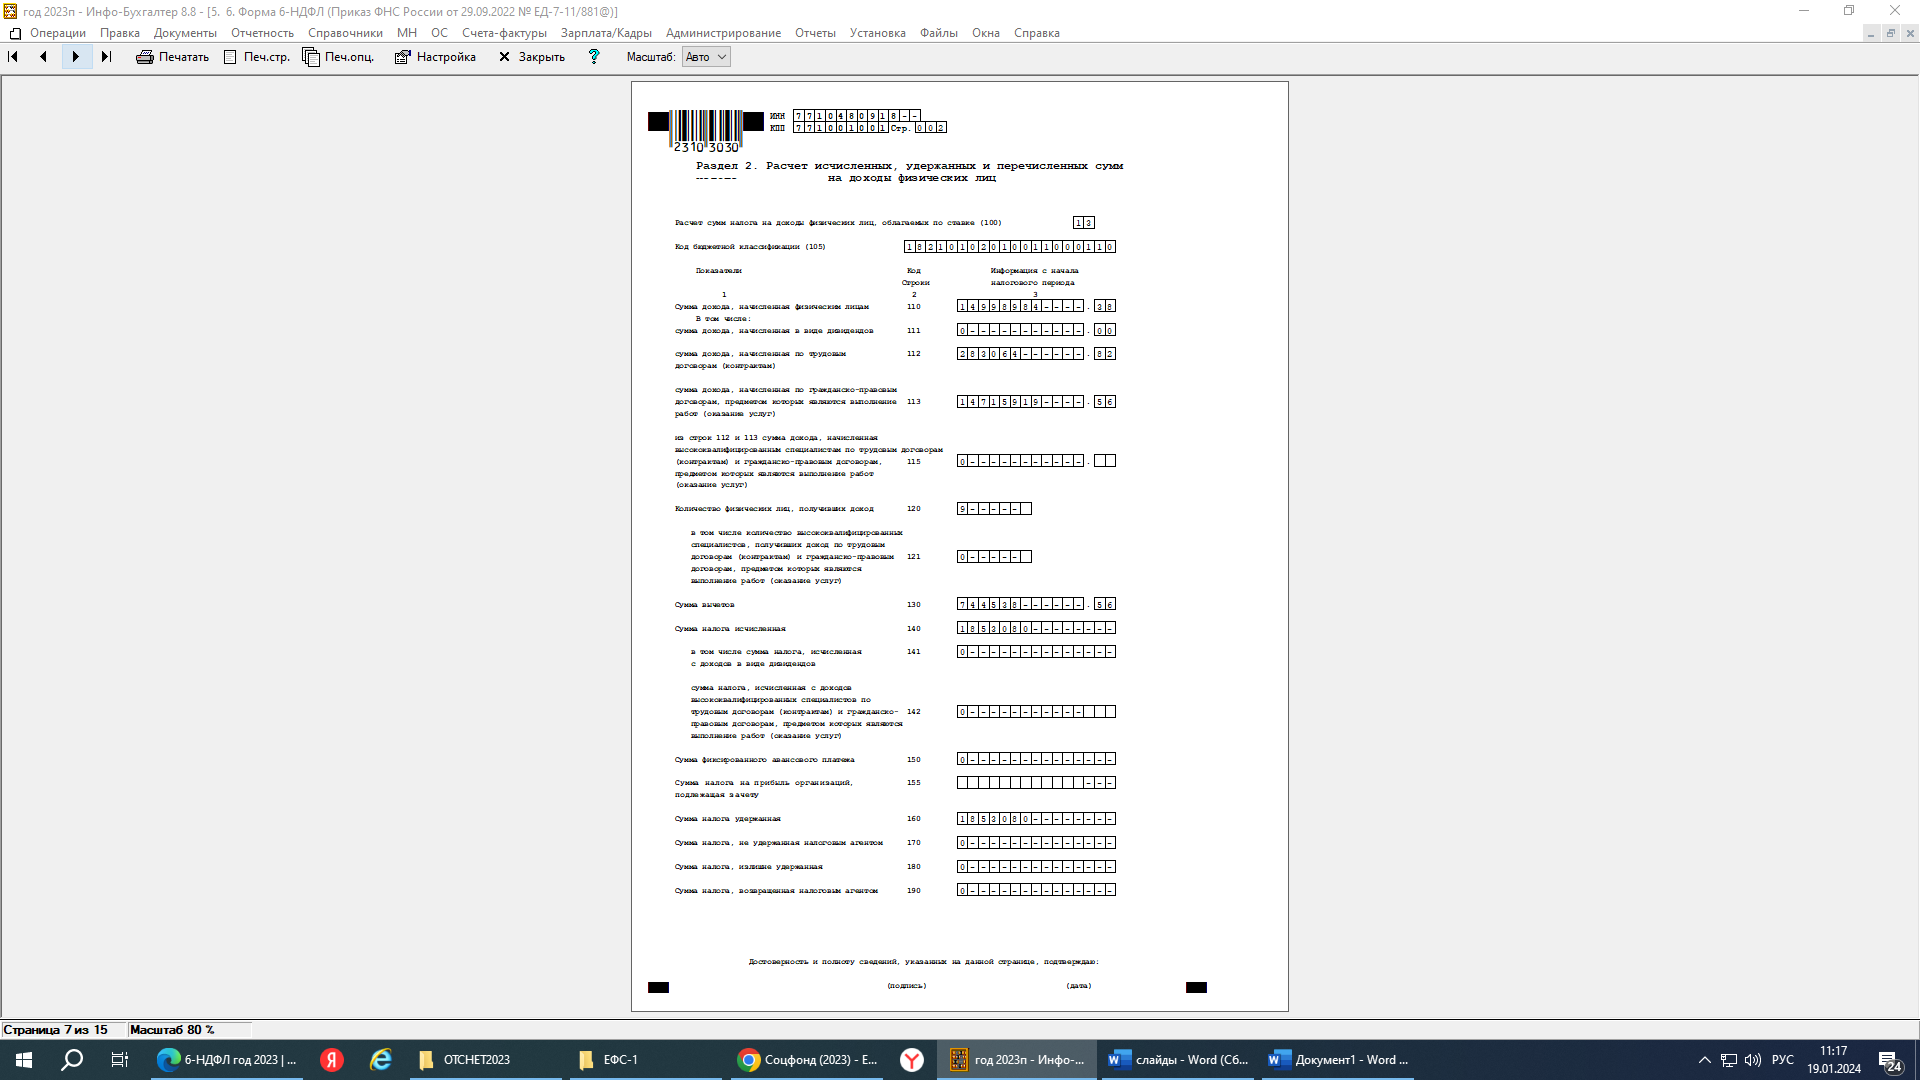 год 2023п - Инфо-Бухгалтер 8.8 - [5. 6. Форма 6-НДФЛ (Приказ ФНС России от 29.09.2022 № ЕД-7-11/881@)]
Операции Правка Документы Отчетность Справочники МН ОС Счета-фактуры Зарплата/Кадры Администрирование Отчеты Установка Файлы Окна Справка
Печатать Печ.стр. Печ.опц. Настройка Закрыть ? Масштаб: Авто
ИНН 7710480918--
КПП 771001001 Стр. 002
2310 3030
Раздел 2. Расчет исчисленных, удержанных и перечисленных сумм
------- на доходы физических лиц
Расчет сумм налога на доходы физических лиц, облагаемых по ставке (100) 13
Код бюджетной классификации (105) 18210102010011000110
Показатели Код Информация с начала
Строки налогового периода
1 2 3
Сумма дохода, начисленная физическим лицам 110 14998984----.38
В том числе:
сумма дохода, начисленная в виде дивидендов 111 0-----------.00
сумма дохода, начисленная по трудовым 112 283064------.82
договорам (контрактам)
сумма дохода, начисленная по гражданско-правовым
договорам, предметом которых являются выполнение 113 14715919----.56
работ (оказание услуг)
из строк 112 и 113 сумма дохода, начисленная
высококвалифицированным специалистам по трудовым договорам
(контрактам) и гражданско-правовым договорам, 115 0-----------.
предметом которых являются выполнение работ
(оказание услуг)
Количество физических лиц, получивших доход 120 9-----
в том числе количество высококвалифицированных
специалистов, получивших доход по трудовым
договорам (контрактам) и гражданско-правовым 121 0-----
договорам, предметом которых являются
выполнение работ (оказание услуг)
Сумма вычетов 130 744538------.56
Сумма налога исчисленная 140 1853080--------
в том числе сумма налога, исчисленная 141 0--------------
с доходов в виде дивидендов
сумма налога, исчисленная с доходов
высококвалифицированных специалистов по
трудовым договорам (контрактам) и гражданско- 142 0-----------
правовым договорам, предметом которых являются
выполнение работ (оказание услуг)
Сумма фиксированного авансового платежа 150 0--------------
Сумма налога на прибыль организаций, 155 ---
подлежащая зачету
Сумма налога удержанная 160 1853080--------
Сумма налога, не удержанная налоговым агентом 170 0--------------
Сумма налога, излишне удержанная 180 0--------------
Сумма налога, возвращенная налоговым агентом 190 0--------------
Достоверность и полноту сведений, указанных на данной странице, подтверждаю:
(подпись) (дата)
Страница 7 из 15 Масштаб 80 %
6-НДФЛ год 2023 | ... Я ОТСНЕТ2023 ЕФС-1 Соцфонд (2023) - Е... год 2023п - Инфо-... слайды - Word (Сб... Документ1 - Word ... РУС 11:17
19.01.2024 24